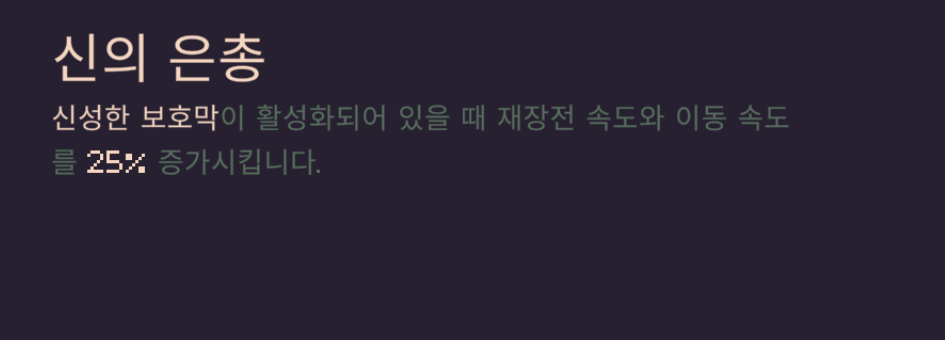 신의 은총
신성한 보호막이 활성화되어 있을 때 재장전 속도와 이동 속도
를 25% 증가시킵니다.